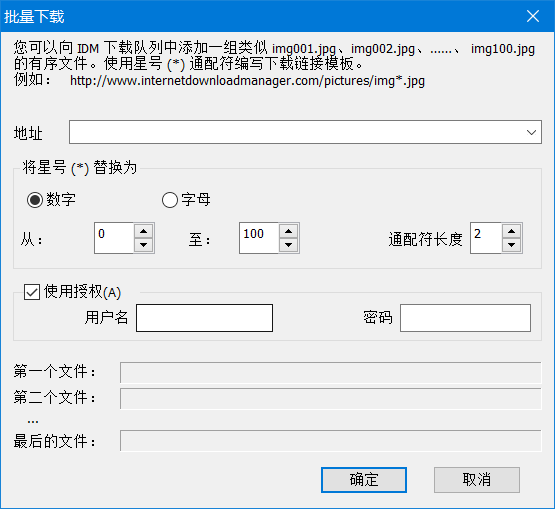 批量下载
您可以向 IDM 下载队列中添加一组类似 img001.jpg、img002.jpg、......、 img100.jpg
的有序文件。使用星号 (*) 通配符编写下载链接模板。
例如： http://www.internetdownloadmanager.com/pictures/img*.jpg
地址
将星号 (*) 替换为
数字 字母
从： 0 至： 100 通配符长度 2
使用授权(A)
用户名 密码
第一个文件：
第二个文件：
...
最后的文件：
确定 取消